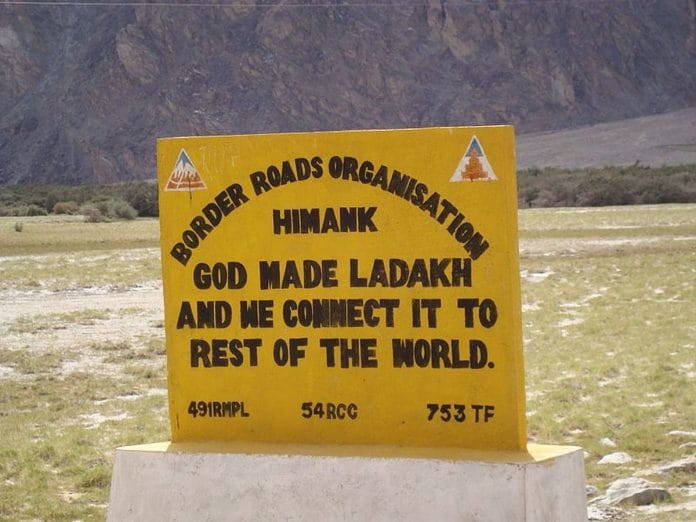 BORDER ROADS ORGANISATION
HIMANK
GOD MADE LADAKH
AND WE CONNECT IT TO
REST OF THE WORLD.
491RMPL 54RCC 753 TF